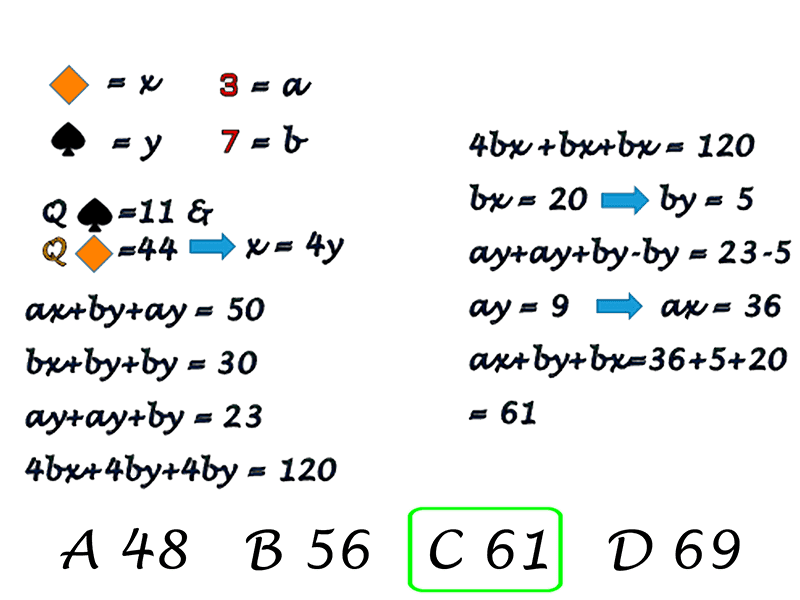 = x 3 = a
= y 7 = b
Q =11 &
Q =44 x = 4y
ax+by+ay = 50
bx+by+by = 30
ay+ay+by = 23
4bx+4by+4by = 120
4bx+bx+bx = 120
bx = 20 by = 5
ay+ay+by-by = 23-5
ay = 9 ax = 36
ax+by+bx=36+5+20
= 61
A 48 B 56 C 61 D 69